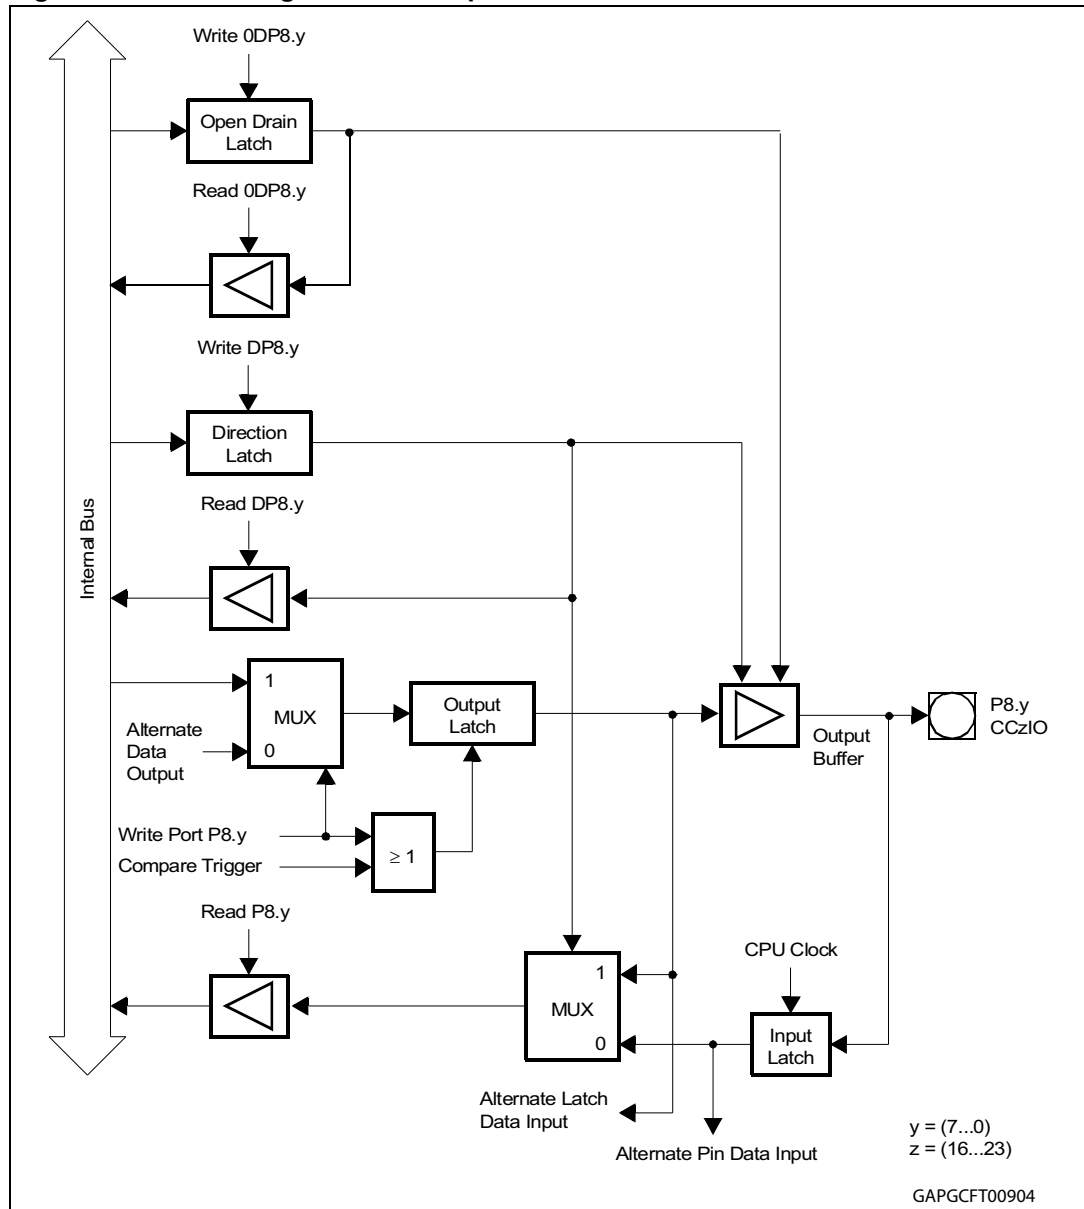 Write 0DP8.y
Open Drain
Latch
Read 0DP8.y
Write DP8.y
Direction
Latch
Read DP8.y
Internal Bus
1
MUX
0
Alternate
Data
Output
Output
Latch
Output
Buffer
P8.y
CCzIO
Write Port P8.y
Compare Trigger
≥ 1
Read P8.y
CPU Clock
1
MUX
0
Input
Latch
Alternate Latch
Data Input
Alternate Pin Data Input
y = (7...0)
z = (16...23)
GAPGCFT00904